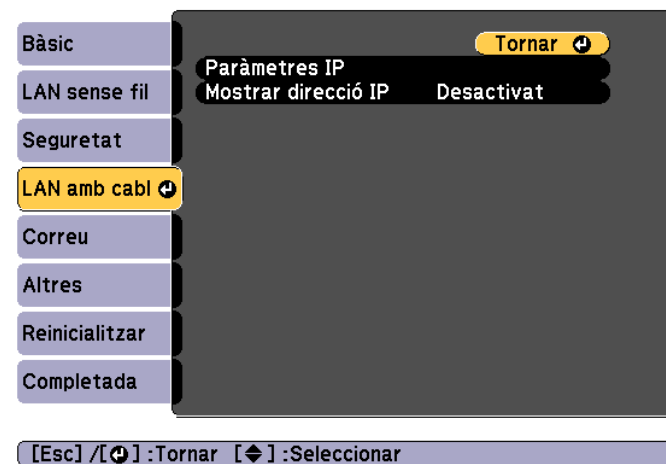 Bàsic
LAN sense fil
Seguretat
LAN amb cabl
Correu
Altres
Reinicialitzar
Completada
Tornar
Paràmetres IP
Mostrar direcció IP Desactivat
[Esc] /[ ] :Tornar [ ] :Seleccionar